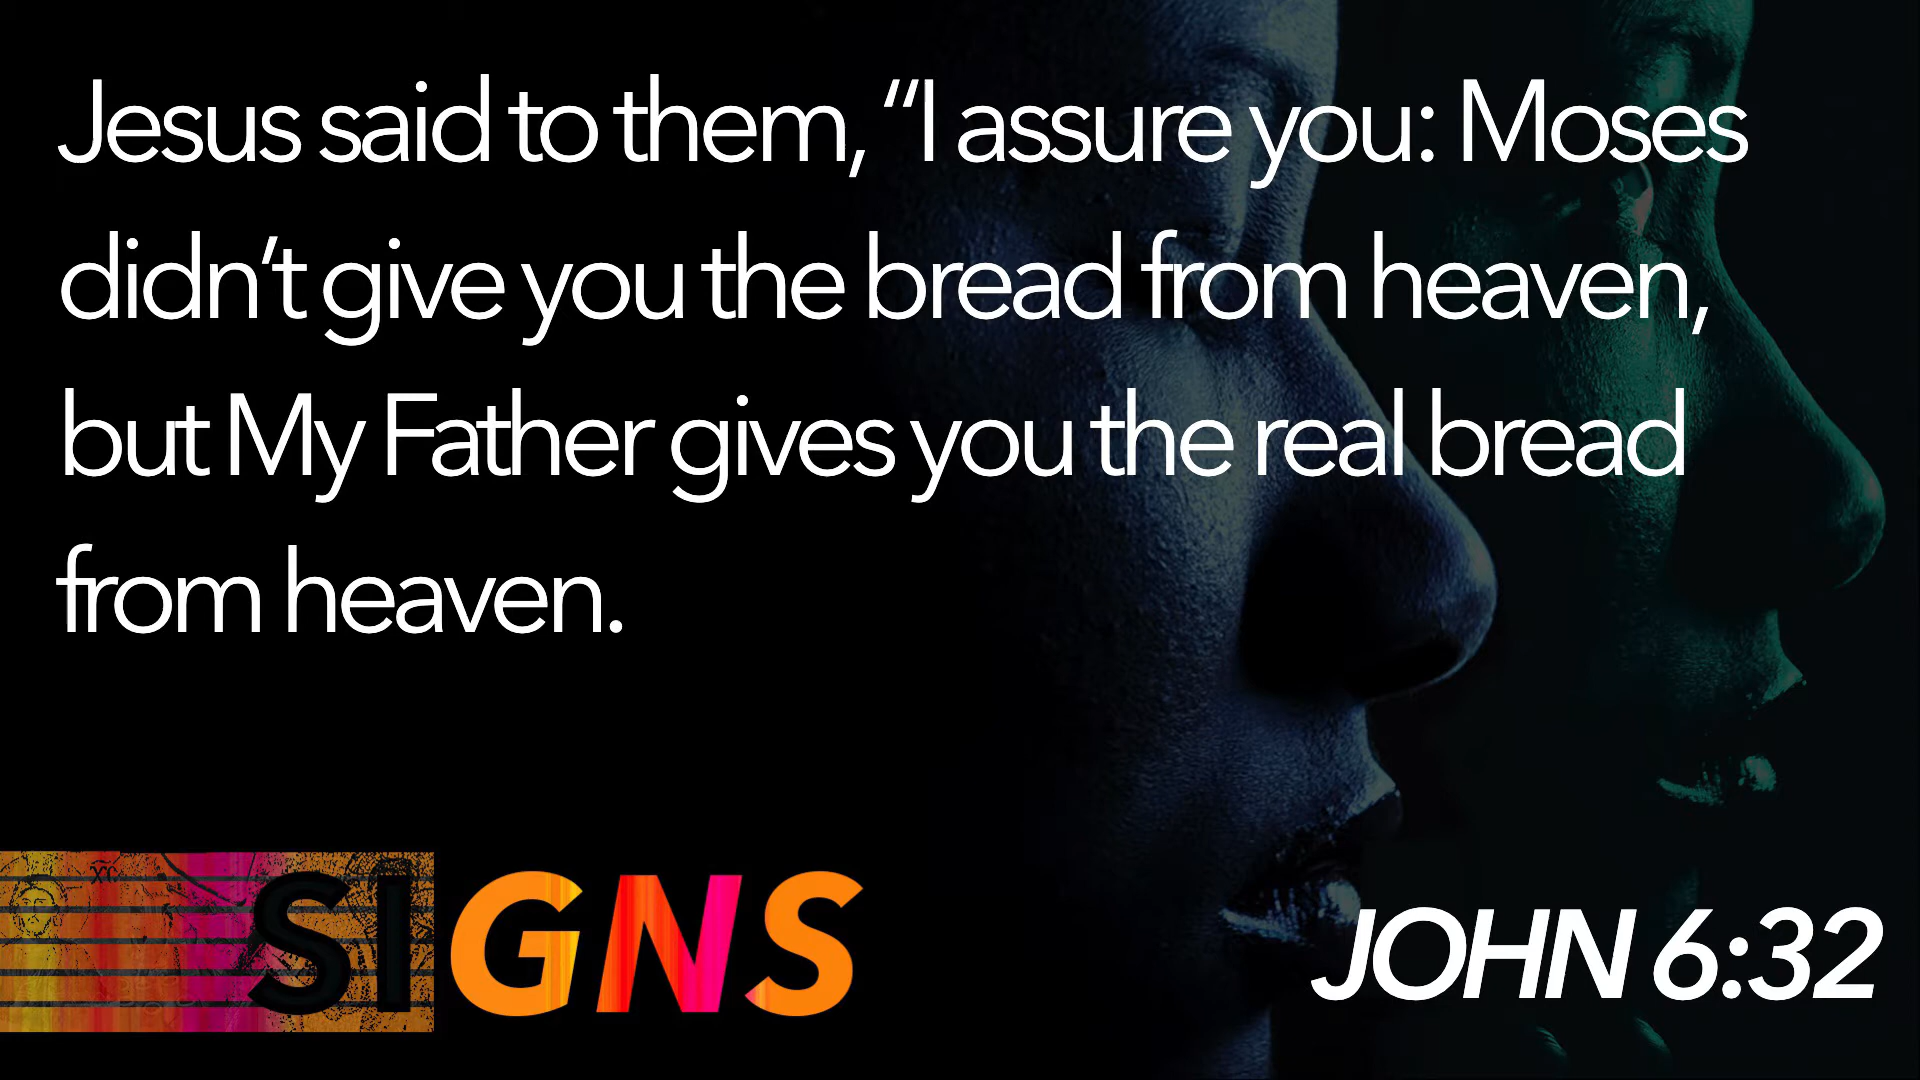 Jesus said to them, “I assure you: Moses
didn’t give you the bread from heaven,
but My Father gives you the real bread
from heaven.
SIGNS
JOHN 6:32